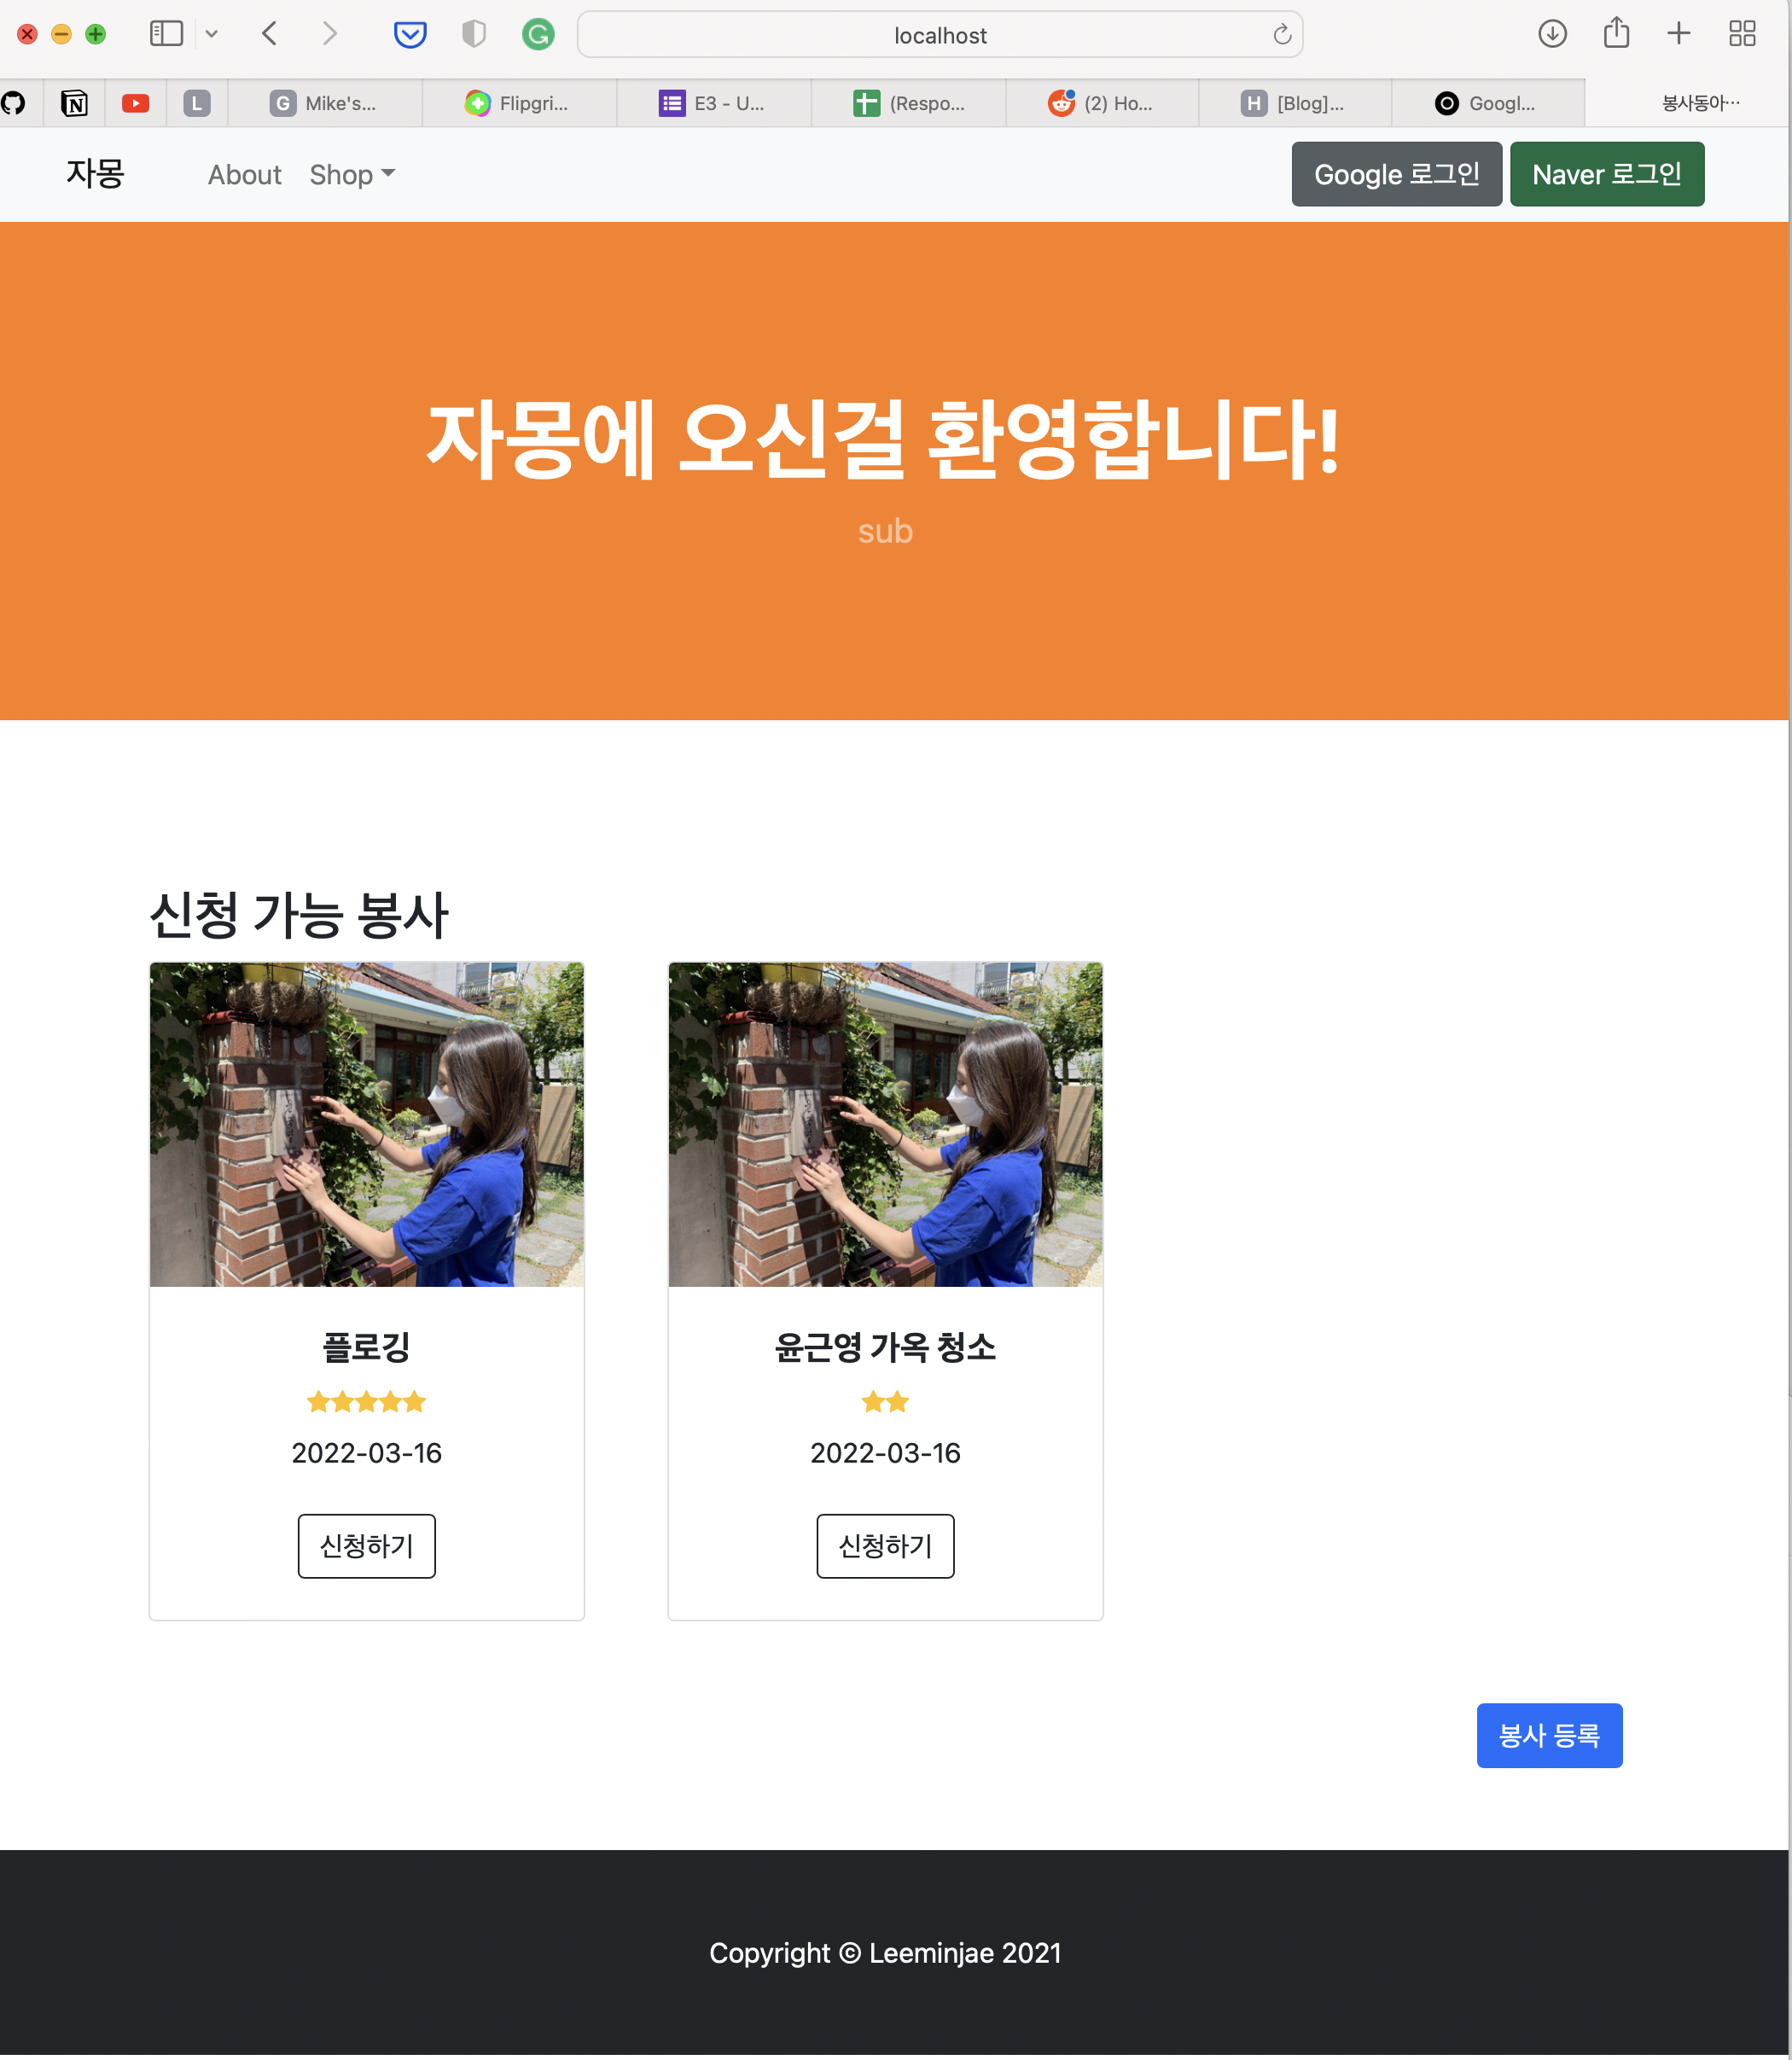 localhost
L
G Mike's...
Flipgri...
E3 - U...
(Respo...
(2) Ho...
H [Blog]...
Googl...
봉사동아...
자몽 About Shop Google 로그인 Naver 로그인
자몽에 오신걸 환영합니다!
sub
신청 가능 봉사
플로깅
2022-03-16
신청하기
윤근영 가옥 청소
2022-03-16
신청하기
봉사 등록
Copyright © Leeminjae 2021